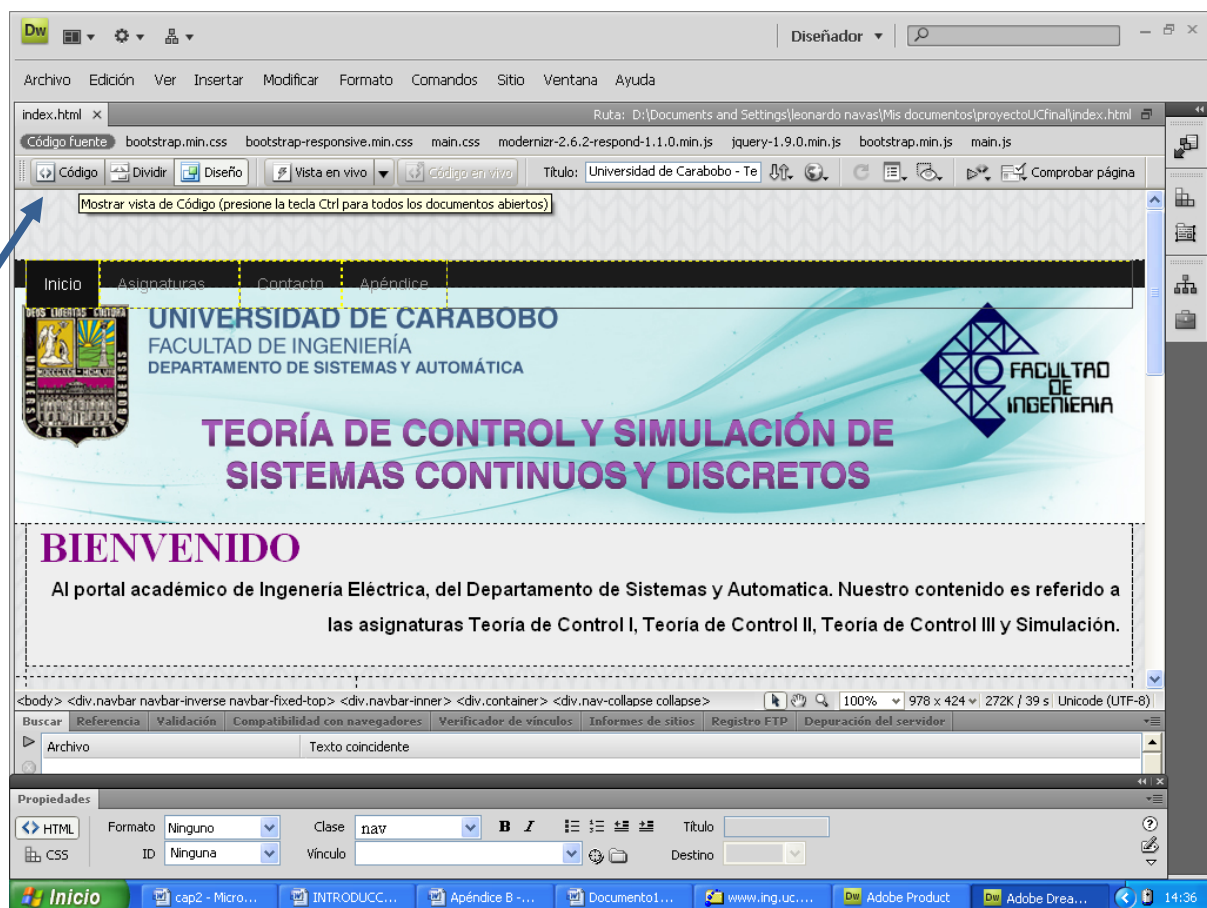 Dw Diseñador
Archivo Edición Ver Insertar Modificar Formato Comandos Sitio Ventana Ayuda
index.html × Ruta: D:\Documents and Settings\leonardo navas\Mis documentos\proyectoUCfinal\index.html
Código fuente bootstrap.min.css bootstrap-responsive.min.css main.css modernizr-2.6.2-respond-1.1.0.min.js jquery-1.9.0.min.js bootstrap.min.js main.js
Código Dividir Diseño Vista en vivo Código en vivo Título: Universidad de Carabobo - Te Comprobar página
Mostrar vista de Código (presione la tecla Ctrl para todos los documentos abiertos)
Inicio Asignaturas Contacto Apéndice
UNIVERSIDAD DE CARABOBO
FACULTAD DE INGENIERÍA
DEPARTAMENTO DE SISTEMAS Y AUTOMÁTICA
FACULTAD
DE
INGENIERIA
TEORÍA DE CONTROL Y SIMULACIÓN DE
SISTEMAS CONTINUOS Y DISCRETOS
BIENVENIDO
Al portal académico de Ingenería Eléctrica, del Departamento de Sistemas y Automatica. Nuestro contenido es referido a
las asignaturas Teoría de Control I, Teoría de Control II, Teoría de Control III y Simulación.
<body> <div.navbar navbar-inverse navbar-fixed-top> <div.navbar-inner> <div.container> <div.nav-collapse collapse> 100% 978 x 424 272K / 39 s Unicode (UTF-8)
Buscar Referencia Validación Compatibilidad con navegadores Verificador de vínculos Informes de sitios Registro FTP Depuración del servidor
Archivo Texto coincidente
Propiedades
<> HTML Formato Ninguno Clase nav B I Título
CSS ID Ninguna Vínculo Destino
Inicio cap2 - Micro... INTRODUCC... Apéndice B -... Documento1... www.ing.uc.... Adobe Product Adobe Drea... 14:36